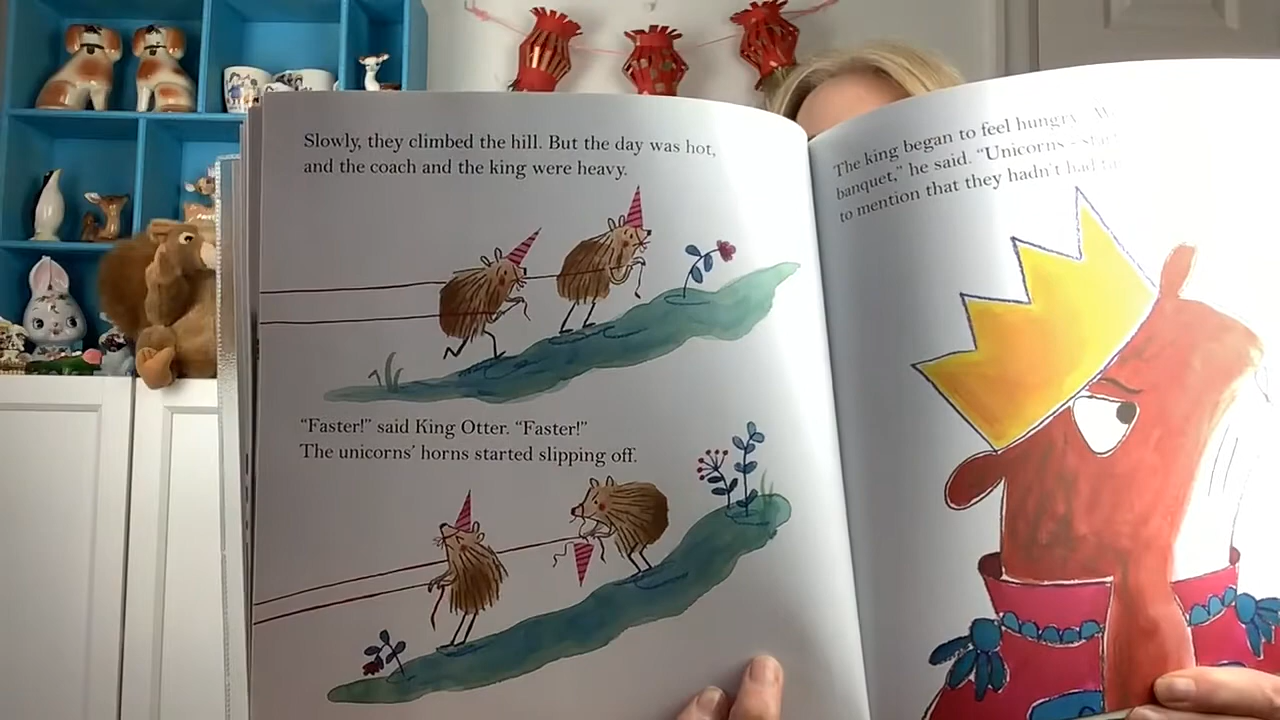 Slowly, they climbed the hill. But the day was hot,
and the coach and the king were heavy.
"Faster!" said King Otter. "Faster!"
The unicorns' horns started slipping off.
The king began to feel hungry.
banquet," he said. "Unicorns -
to mention that they hadn't had